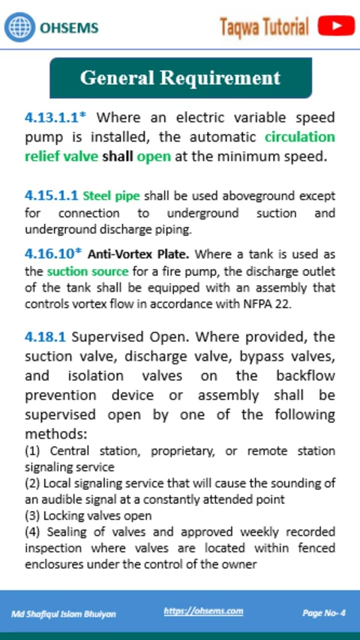 OHSEMS
Taqwa Tutorial
General Requirement
4.13.1.1* Where an electric variable speed
pump is installed, the automatic circulation
relief valve shall open at the minimum speed.
4.15.1.1 Steel pipe shall be used aboveground except
for connection to underground suction and
underground discharge piping.
4.16.10* Anti-Vortex Plate. Where a tank is used as
the suction source for a fire pump, the discharge outlet
of the tank shall be equipped with an assembly that
controls vortex flow in accordance with NFPA 22.
4.18.1 Supervised Open. Where provided, the
suction valve, discharge valve, bypass valves,
and isolation valves on the backflow
prevention device or assembly shall be
supervised open by one of the following
methods:
(1) Central station, proprietary, or remote station
signaling service
(2) Local signaling service that will cause the sounding of
an audible signal at a constantly attended point
(3) Locking valves open
(4) Sealing of valves and approved weekly recorded
inspection where valves are located within fenced
enclosures under the control of the owner
Md Shafiqul Islam Bhuiyan
https://ohsems.com
Page No- 4